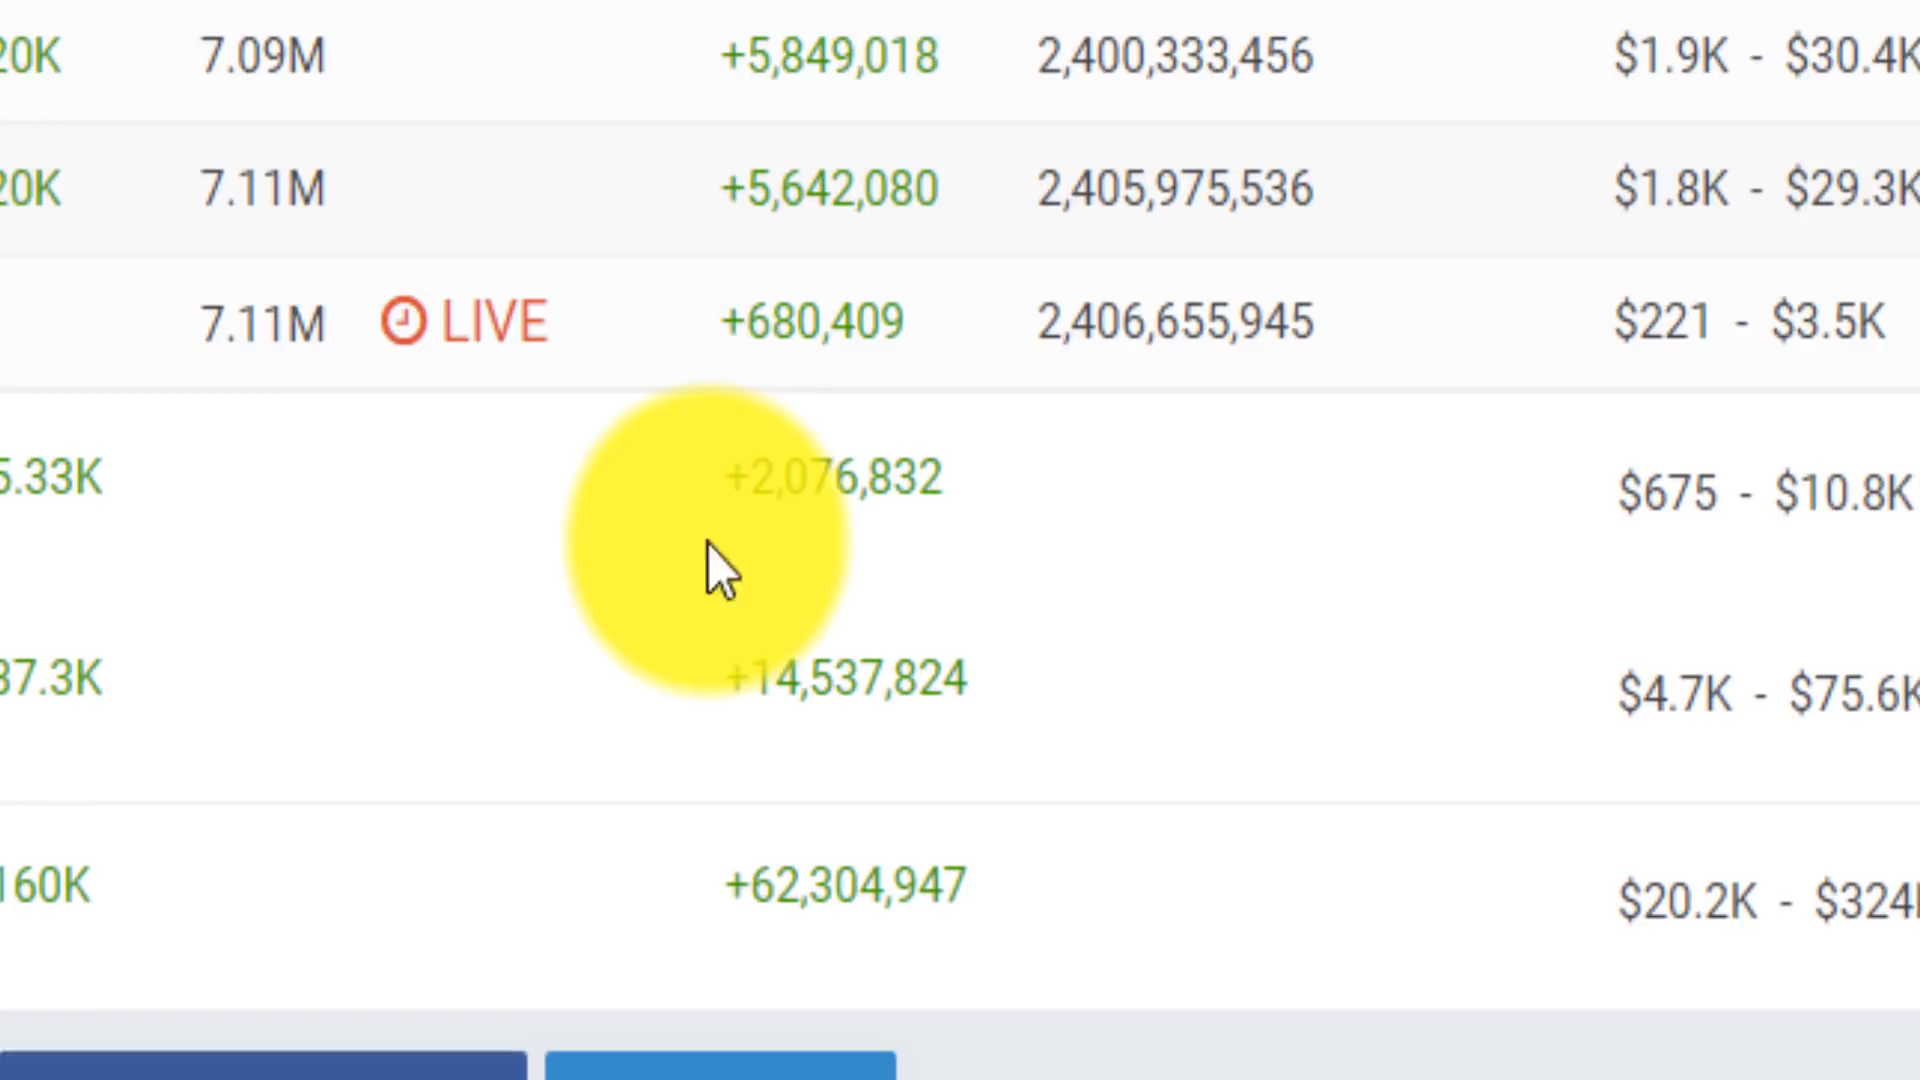 20K 7.09M +5,849,018 2,400,333,456 $1.9K - $30.4K
20K 7.11M +5,642,080 2,405,975,536 $1.8K - $29.3K
7.11M LIVE +680,409 2,406,655,945 $221 - $3.5K
5.33K +2,076,832 $675 - $10.8K
37.3K +14,537,824 $4.7K - $75.6K
160K +62,304,947 $20.2K - $324